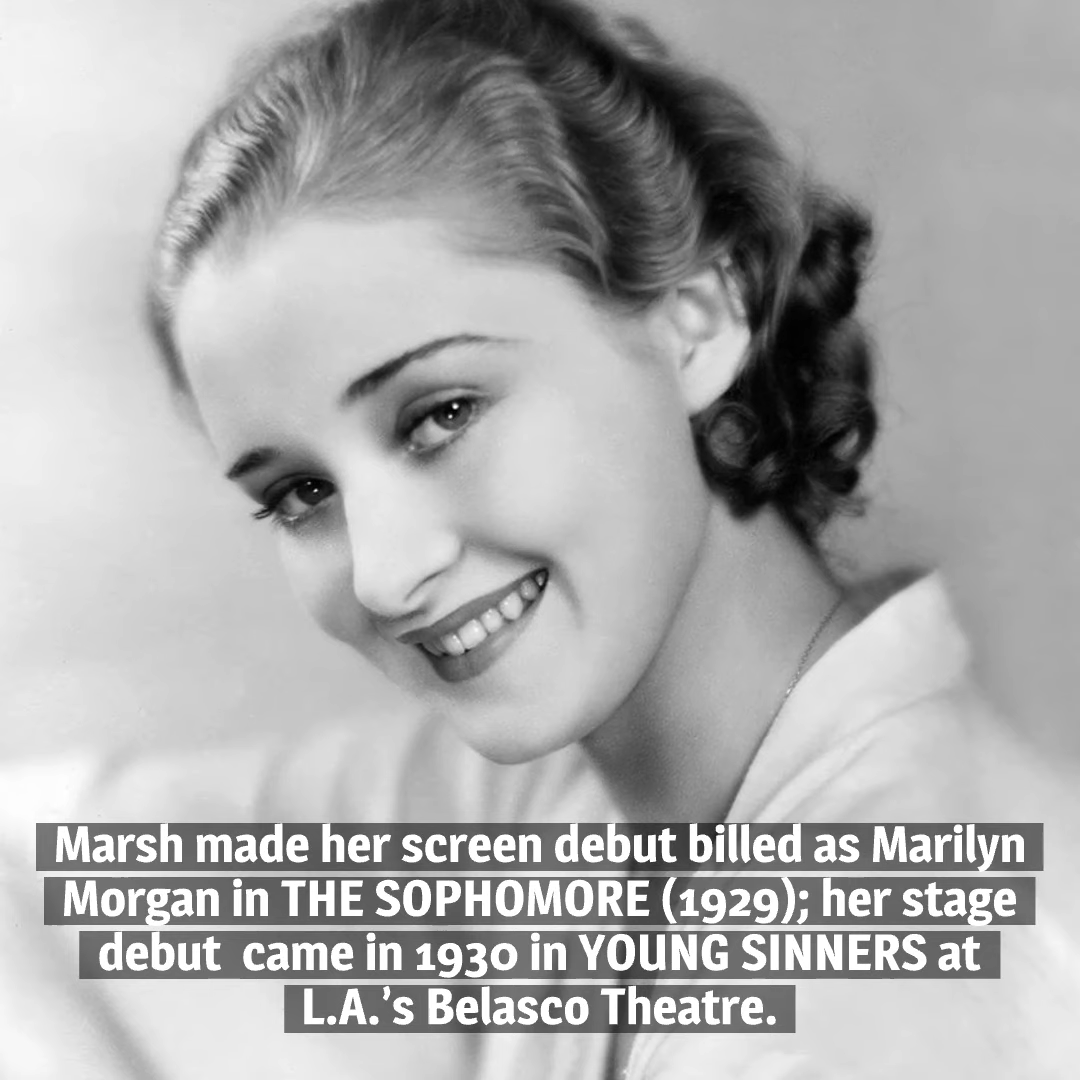 Marsh made her screen debut billed as Marilyn
Morgan in THE SOPHOMORE (1929); her stage
debut  came in 1930 in YOUNG SINNERS at
L.A.’s Belasco Theatre.